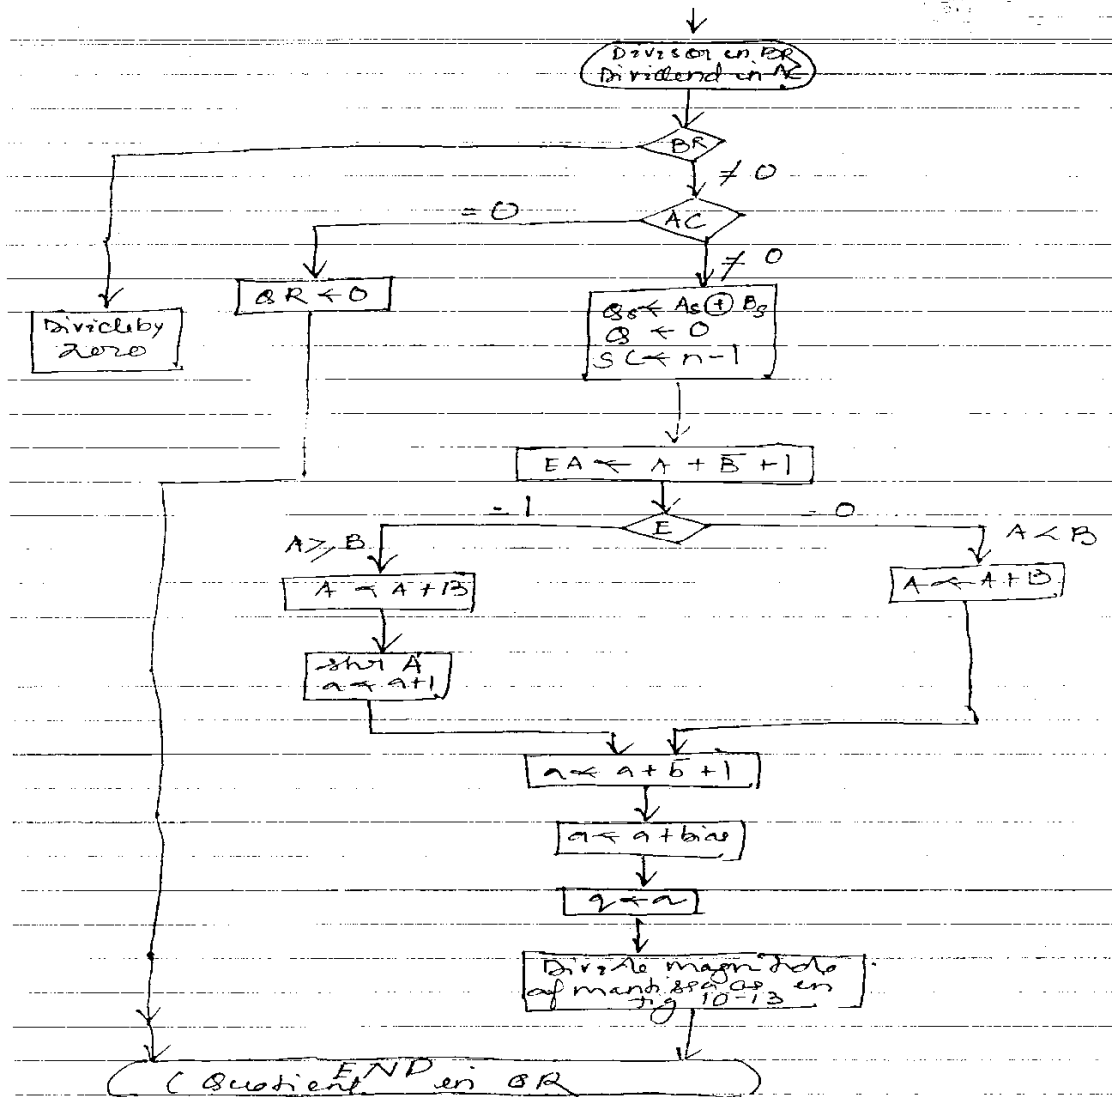 Divisor in BR
Dividend in AC
BR
≠ 0
= 0
AC
≠ 0
QR ← 0
Divide by
zero
Qs ← As ⊕ Bs
Q ← 0
SC ← n-1
EA ← A + B̅ + 1
= 1
E
= 0
A ≥ B
A < B
A ← A + B
A ← A + B
shr A
a ← a+1
a ← a + b̅ + 1
a ← a + bias
q ← a
Divide magnitude
of mantissa as in
fig 10-13
END
(Quotient in QR